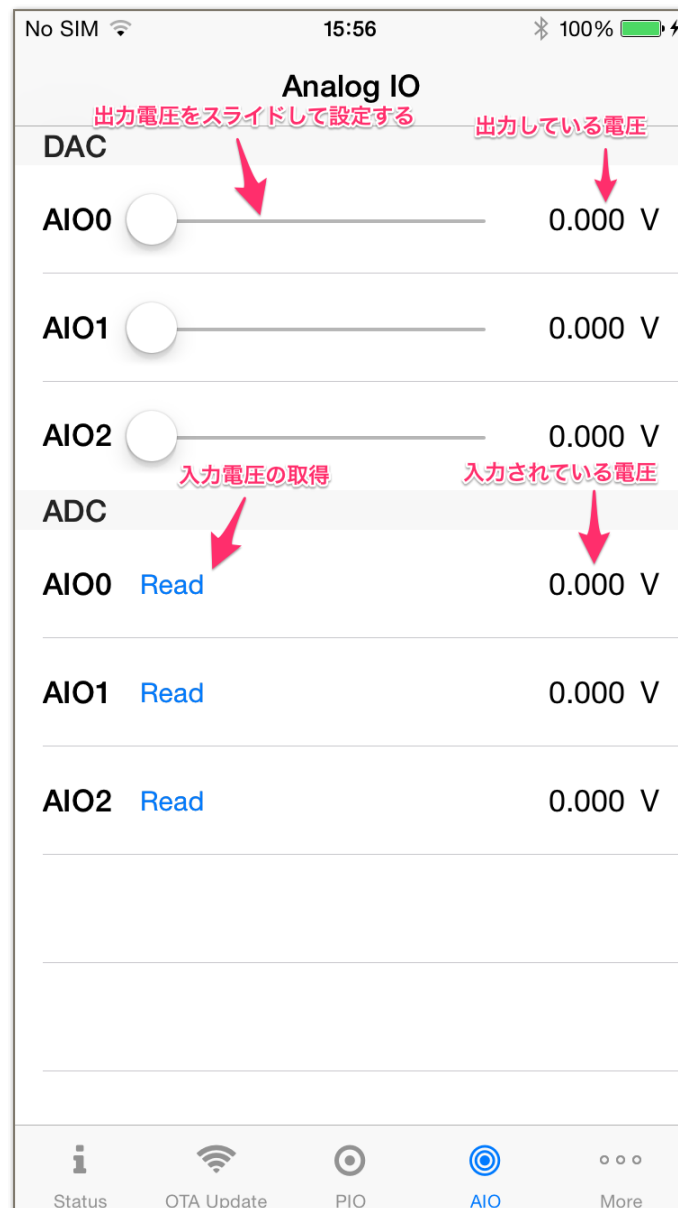 No SIM 15:56 100%
Analog IO
出力電圧をスライドして設定する
出力している電圧
DAC
AIO0 0.000 V
AIO1 0.000 V
AIO2 0.000 V
入力電圧の取得
入力されている電圧
ADC
AIO0 Read 0.000 V
AIO1 Read 0.000 V
AIO2 Read 0.000 V
Status OTA Update PIO AIO More